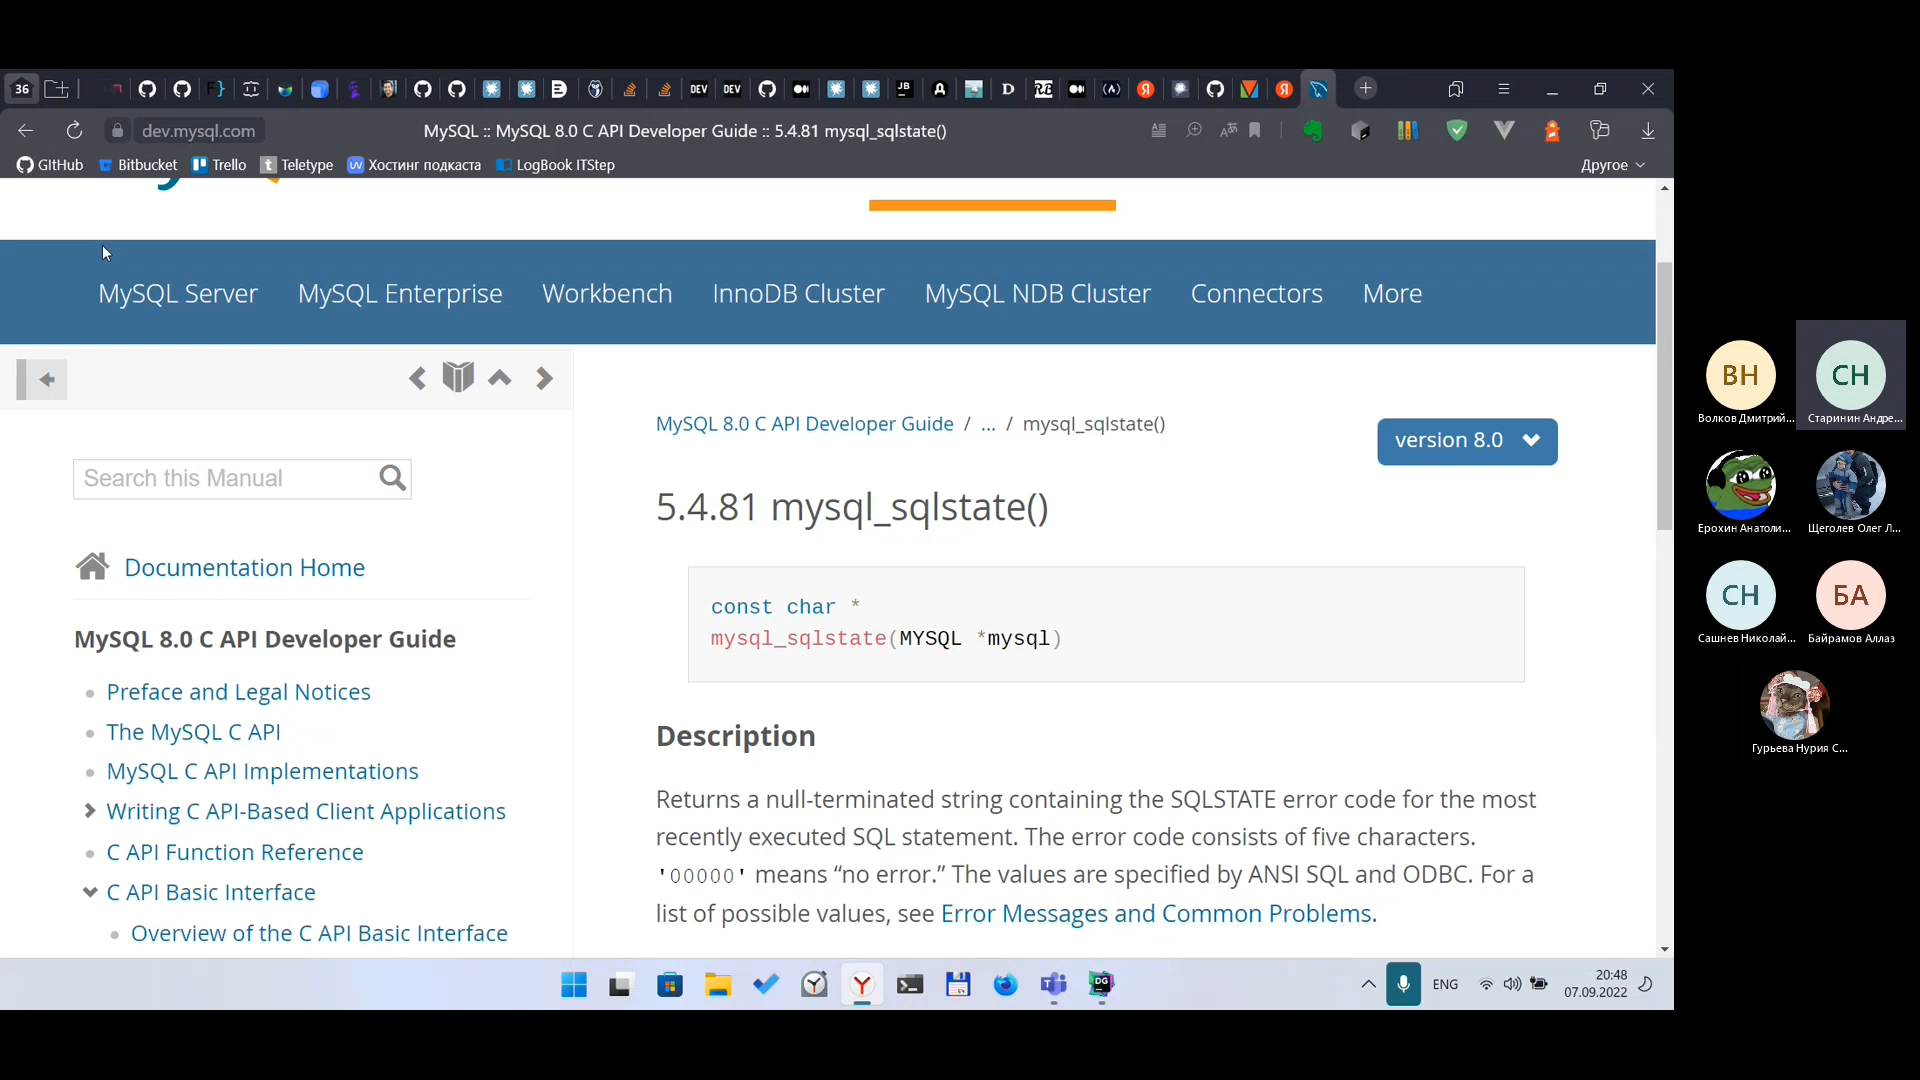 36
DEV
DEV
JB
dev.mysql.com
MySQL :: MySQL 8.0 C API Developer Guide :: 5.4.81 mysql_sqlstate()
GItHub
Bitbucket
Trello
Teletype
Хостинг подкаста
LogBook ITStep
Другое
MySQL Server
MySQL Enterprise
Workbench
InnoDB Cluster
MySQL NDB Cluster
Connectors
More
Search this Manual
Documentation Home
MySQL 8.0 C API Developer Guide
Preface and Legal Notices
The MySQL C API
MySQL C API Implementations
Writing C API-Based Client Applications
C API Function Reference
C API Basic Interface
Overview of the C API Basic Interface
MySQL 8.0 C API Developer Guide / ... / mysql_sqlstate()
version 8.0
5.4.81 mysql_sqlstate()
const char *
mysql_sqlstate(MYSQL *mysql)
Description
Returns a null-terminated string containing the SQLSTATE error code for the most
recently executed SQL statement. The error code consists of five characters.
'00000' means “no error.” The values are specified by ANSI SQL and ODBC. For a
list of possible values, see Error Messages and Common Problems.
DG
ENG
20:48
07.09.2022
ВН
Волков Дмитрий...
СН
Старинин Андре...
Ерохин Анатоли...
Щеголев Олег Л...
СН
Сашнев Николай...
БА
Байрамов Аллаз
Гурьева Нурия С...